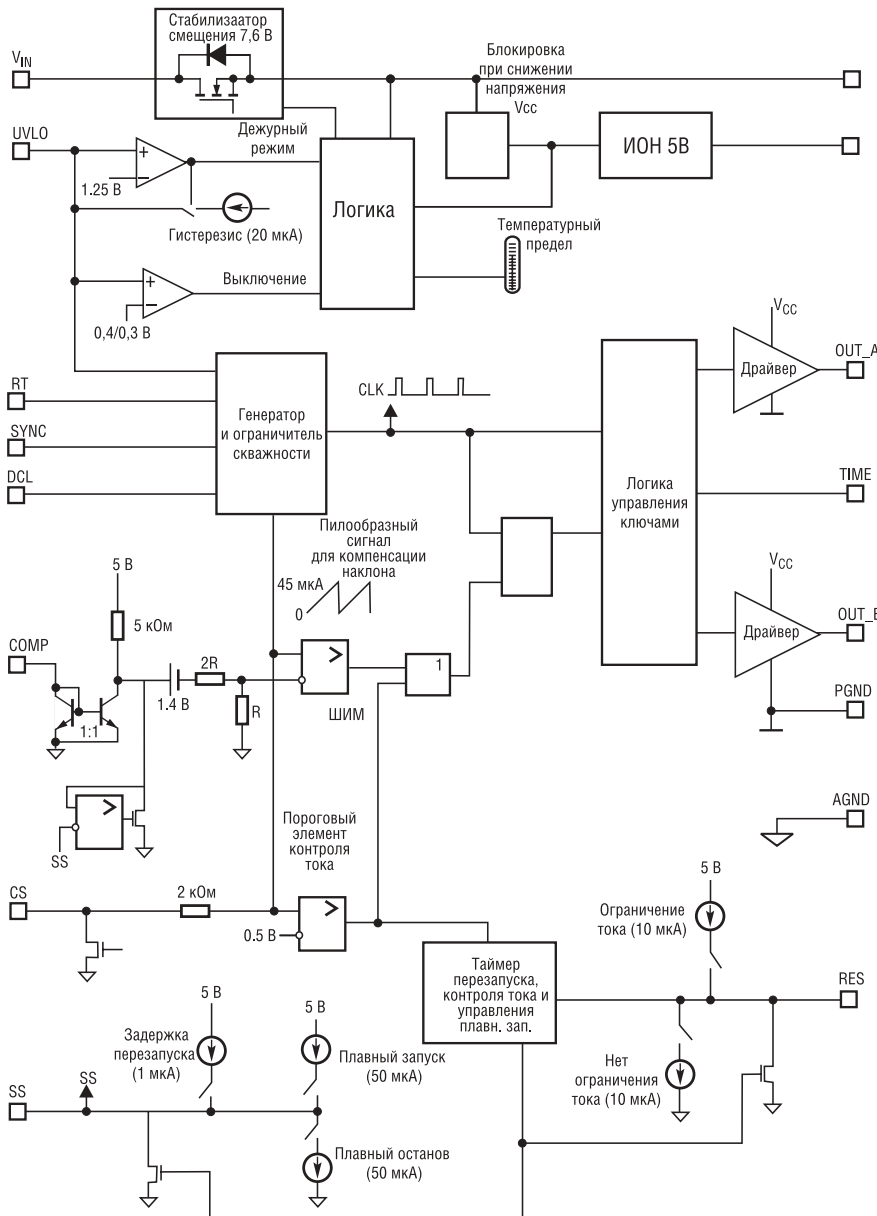 Стабилизаатор
смещения 7,6 В
VIN
Блокировка
при снижении
напряжения
Vcc
UVLO
Дежурный
режим
1.25 В
ИОН 5В
Логика
Гистерезис (20 мкА)
Температурный
предел
Выключение
0,4/0,3 В
VCC
OUT_A
Драйвер
RT
CLK
SYNC
Генератор
и ограничитель
скважности
DCL
TIME
Логика
управления
ключами
Пилообразный
сигнал
для компенсации
наклона
45 мкА
0
5 В
5 кОм
VCC
OUT_B
Драйвер
COMP
2R
1
1.4 В
R
ШИМ
1:1
PGND
SS
AGND
Пороговый
элемент
контроля
тока
CS
2 кОм
0.5 В
5 В
Ограничение
тока (10 мкА)
Таймер
перезапуска,
контроля тока и
управления
плавн. зап.
RES
5 В
5 В
Задержка
перезапуска
(1 мкА)
Плавный запуск
(50 мкА)
Нет
ограничения
тока (10 мкА)
SS
SS
Плавный останов
(50 мкА)